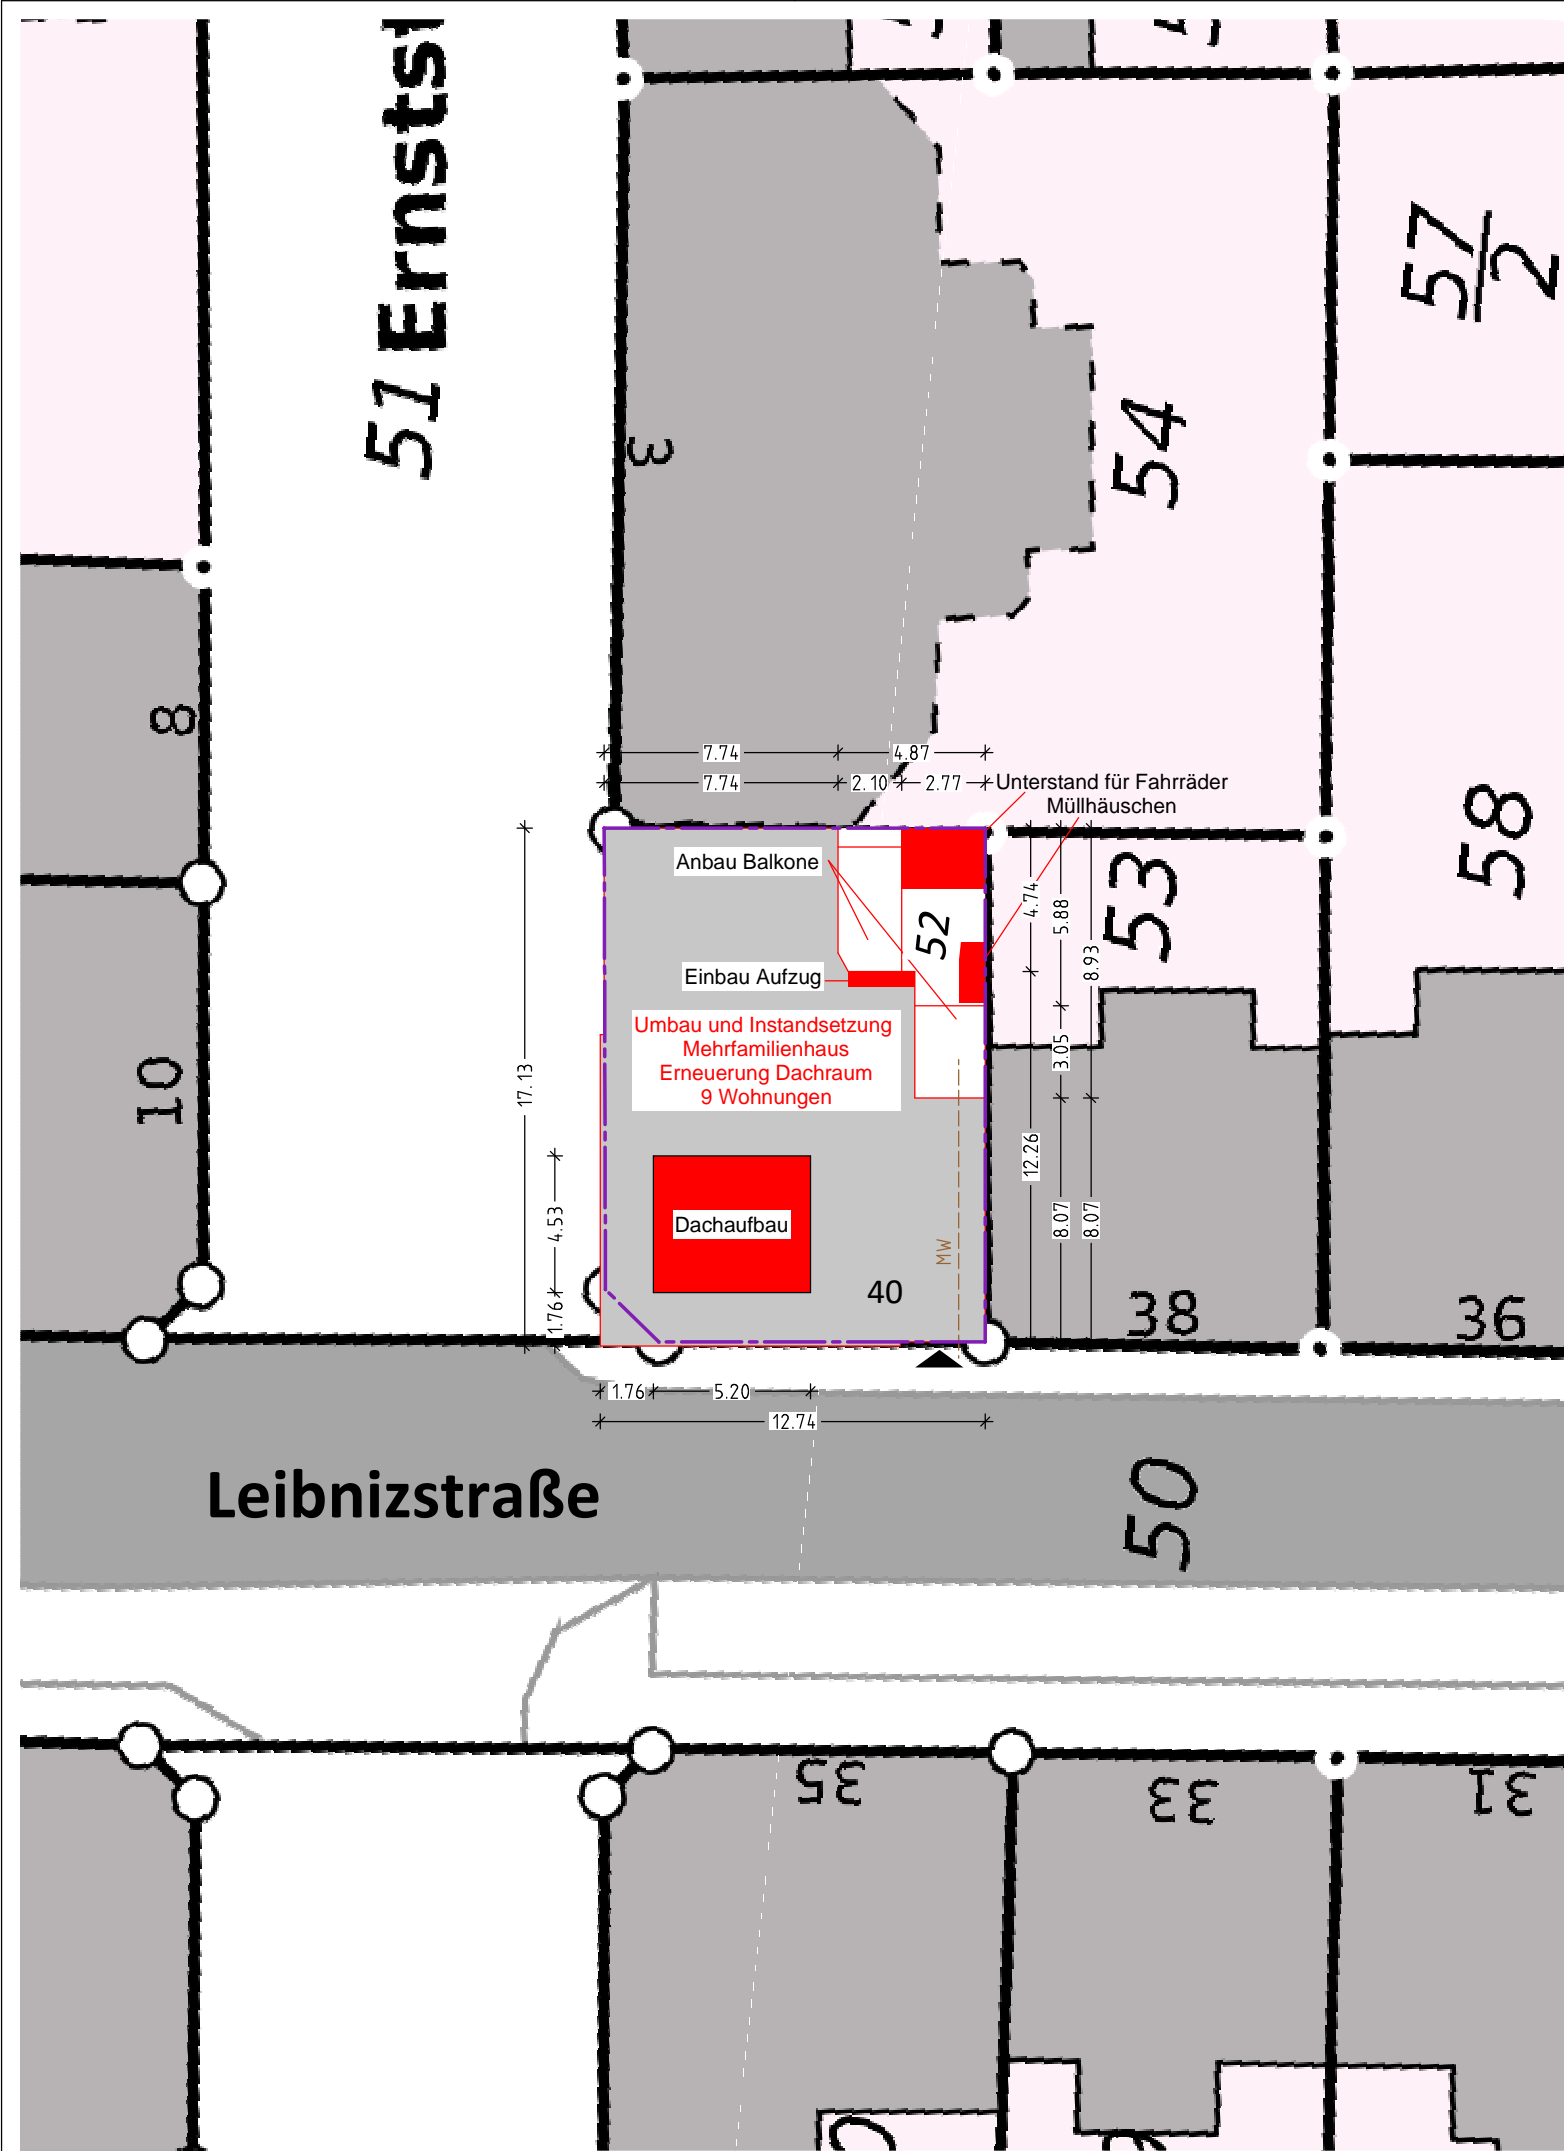 51 Ernstst
57
2
3
54
8
7.74
4.87
7.74
2.10
2.77
Unterstand für Fahrräder
Müllhäuschen
58
Anbau Balkone
52
53
4.74
5.88
8.93
Einbau Aufzug
Umbau und Instandsetzung
Mehrfamilienhaus
Erneuerung Dachraum
9 Wohnungen
10
17.13
3.05
12.26
4.53
8.07
8.07
Dachaufbau
MW
40
1.76
38
36
1.76
5.20
12.74
Leibnizstraße
50
35
33
31